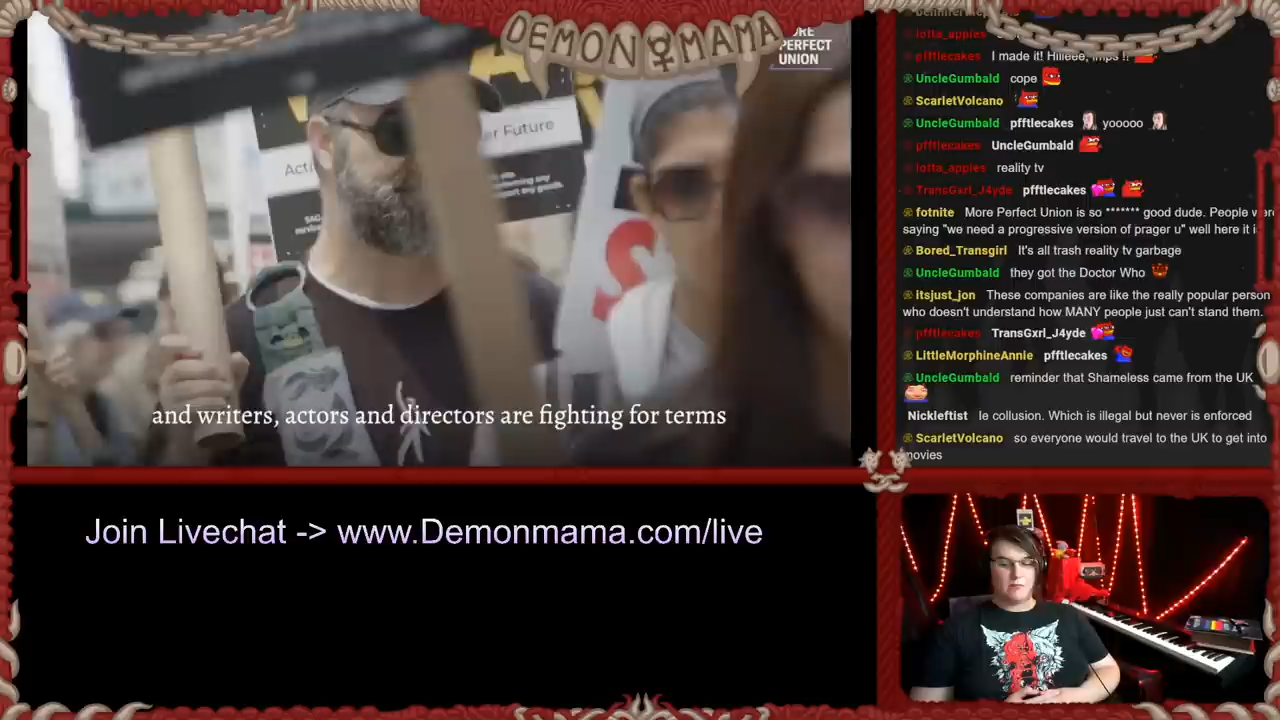 DEMON MAMA
PERFECT
UNION
er Future
Acti
S
and writers, actors and directors are fighting for terms
lotta_apples
pfftlecakes I made it! Hiiieee, imps !!
UncleGumbald cope
ScarletVolcano
UncleGumbald pfftlecakes yooooo
pfftlecakes UncleGumbald
lotta_apples reality tv
TransGxrl_J4yde pfftlecakes
fotnite More Perfect Union is so ******* good dude. People were
saying "we need a progressive version of prager u" well here it i
Bored_Transgirl It's all trash reality tv garbage
UncleGumbald they got the Doctor Who
itsjust_jon These companies are like the really popular person
who doesn't understand how MANY people just can't stand them.
pfftlecakes TransGxrl_J4yde
LittleMorphineAnnie pfftlecakes
UncleGumbald reminder that Shameless came from the UK
Nickleftist le collusion. Which is illegal but never is enforced
ScarletVolcano so everyone would travel to the UK to get into
movies
Join Livechat -> www.Demonmama.com/live